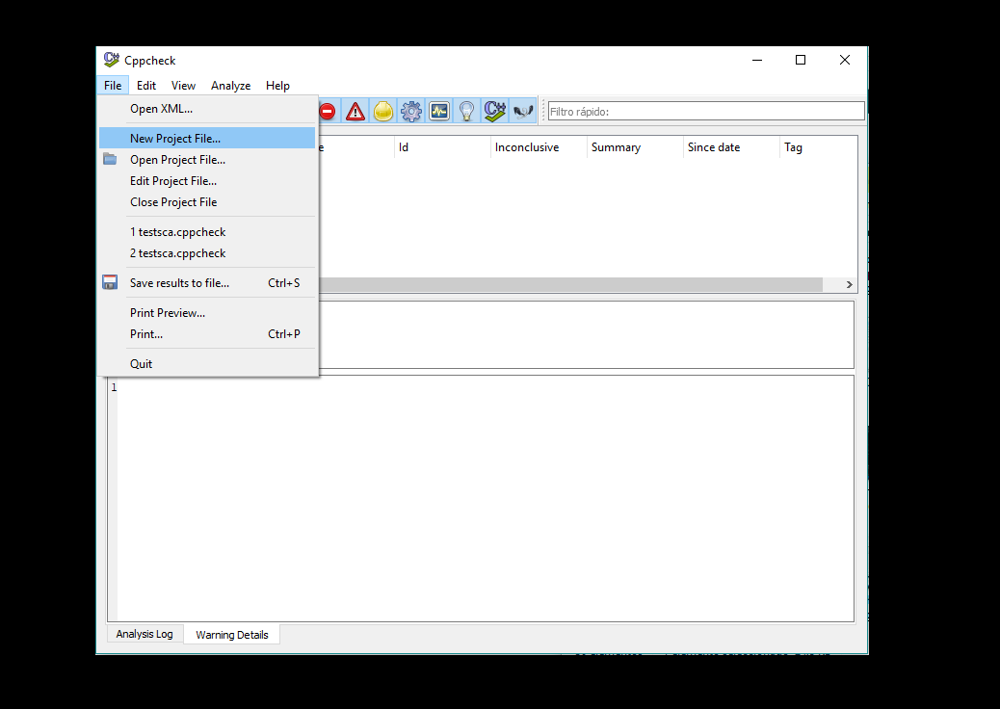 Cppcheck
File Edit View Analyze Help
Open XML...
Filtro rápido:
New Project File...
e Id Inconclusive Summary Since date Tag
Open Project File...
Edit Project File...
Close Project File
1 testsca.cppcheck
2 testsca.cppcheck
Save results to file... Ctrl+S
Print Preview...
Print... Ctrl+P
Quit
1
Analysis Log Warning Details